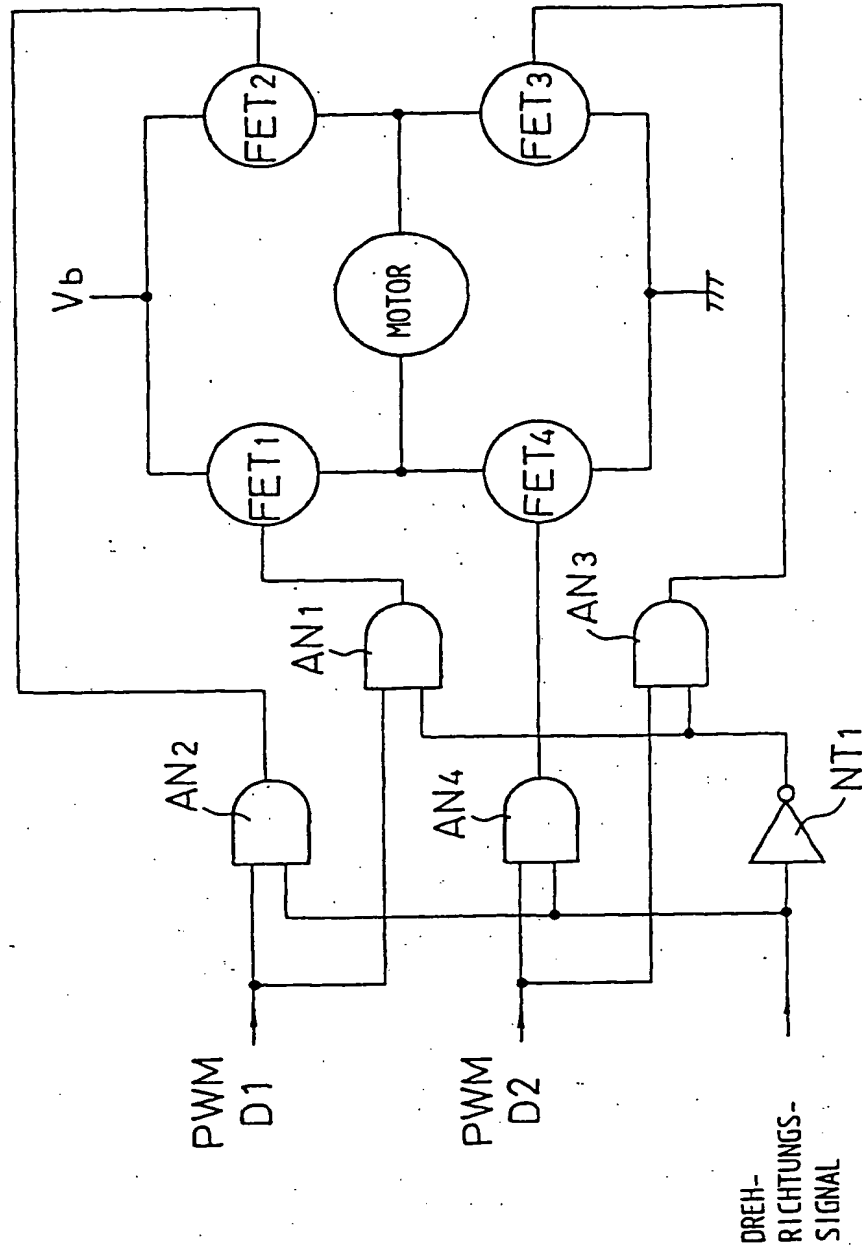 Vb
FET1
FET2
MOTOR
FET4
FET3
AN2
AN1
AN4
AN3
NT1
PWM
D1
PWM
D2
DREH-
RICHTUNGS-
SIGNAL